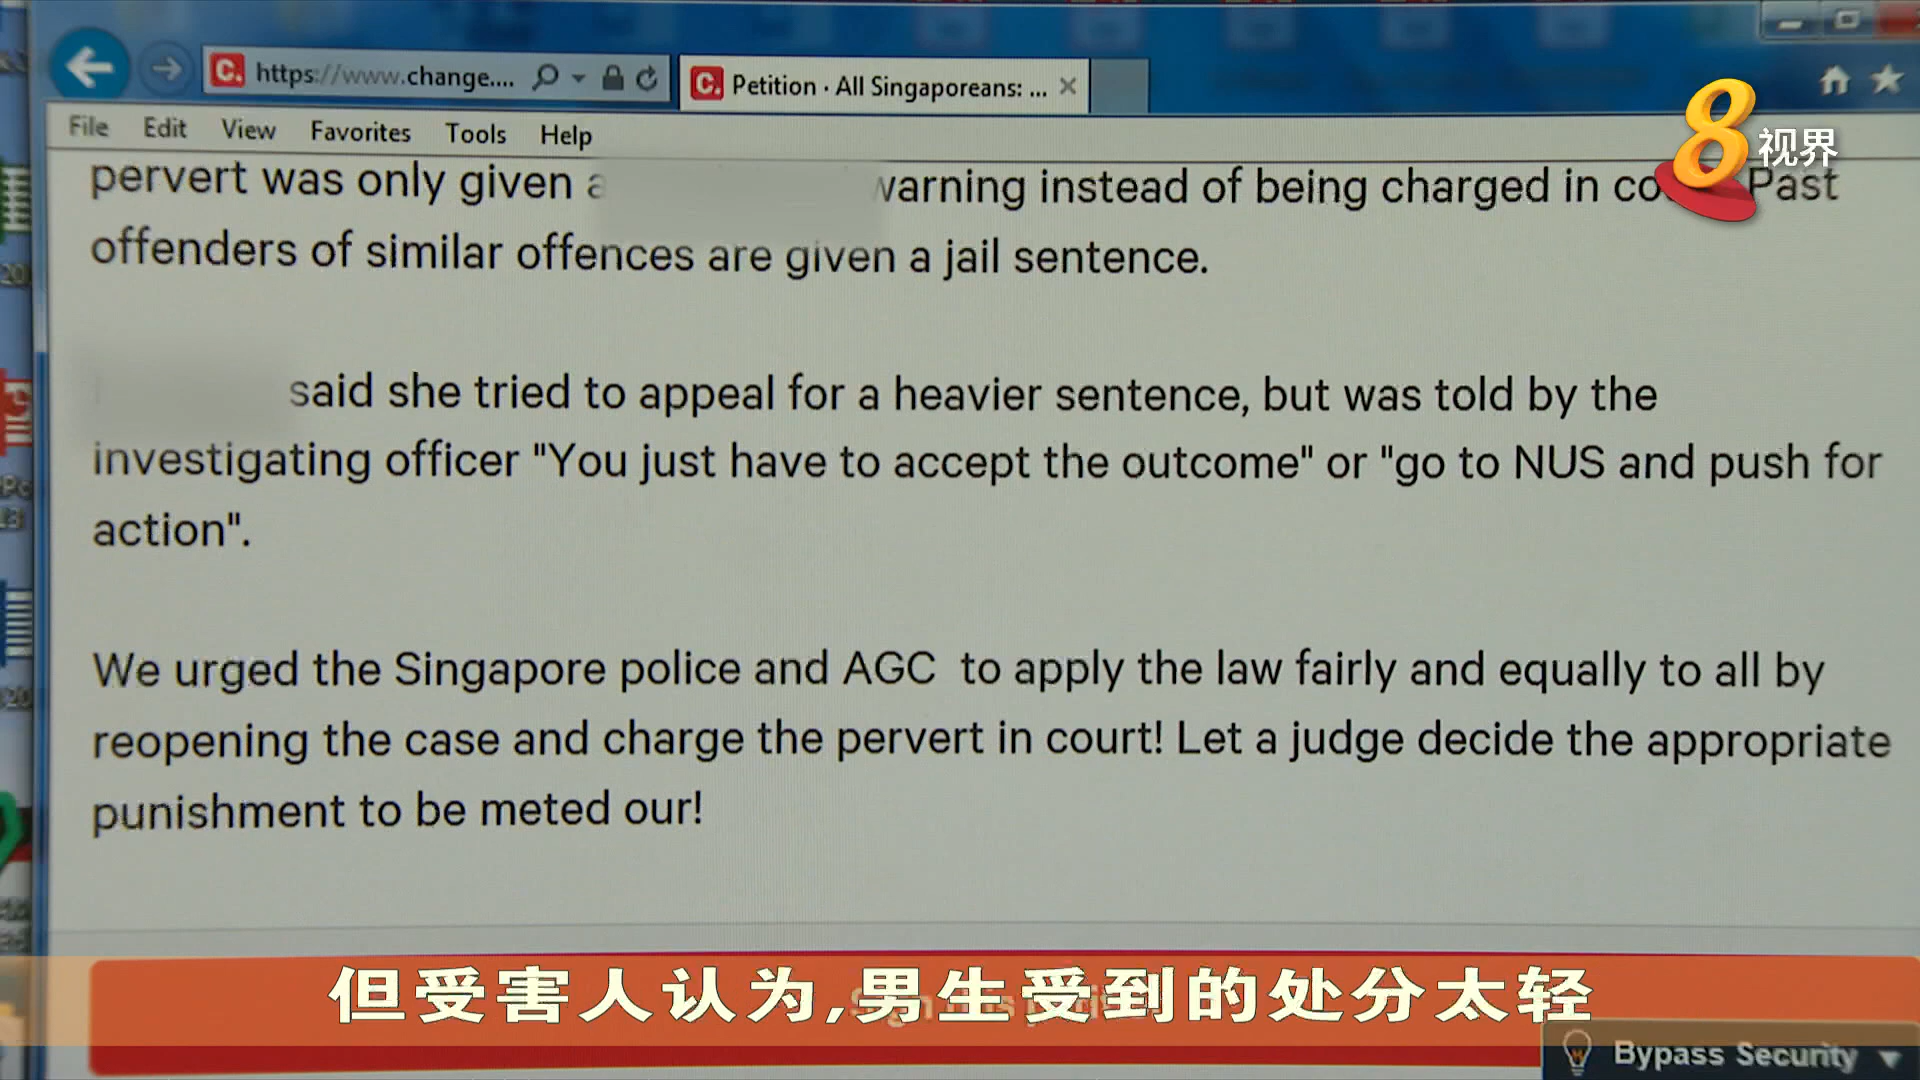 https://www.change....
Petition · All Singaporeans: ...
File Edit View Favorites Tools Help
8视界
pervert was only given a warning instead of being charged in co Past
offenders of similar offences are given a jail sentence.
said she tried to appeal for a heavier sentence, but was told by the
investigating officer "You just have to accept the outcome" or "go to NUS and push for
action".
We urged the Singapore police and AGC to apply the law fairly and equally to all by
reopening the case and charge the pervert in court! Let a judge decide the appropriate
punishment to be meted our!
但受害人认为,男生受到的处分太轻
Bypass Security